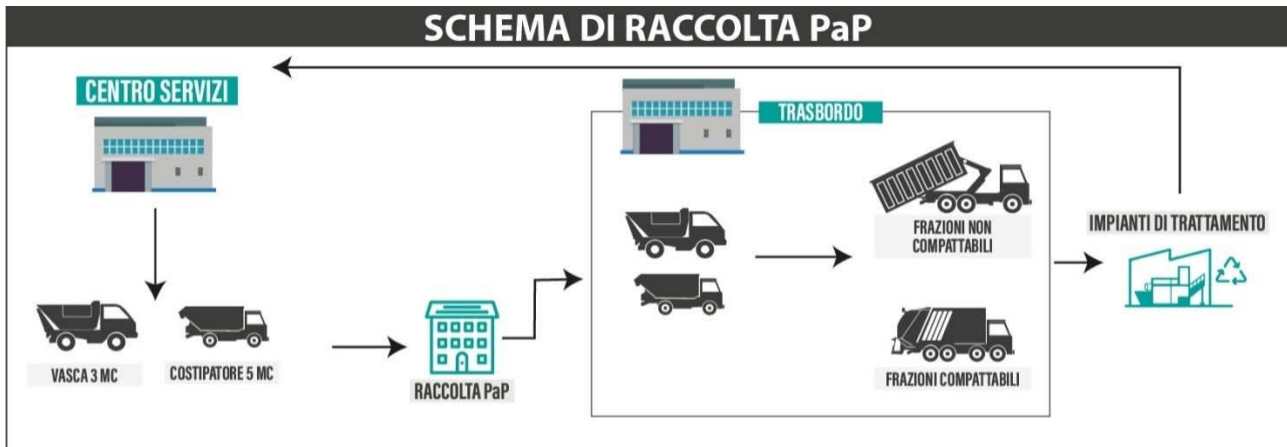 SCHEMA DI RACCOLTA PaP
CENTRO SERVIZI
TRASBORDO
FRAZIONI NON
COMPATTABILI
IMPIANTI DI TRATTAMENTO
VASCA 3 MC
COSTIPATORE 5 MC
RACCOLTA PaP
FRAZIONI COMPATTABILI